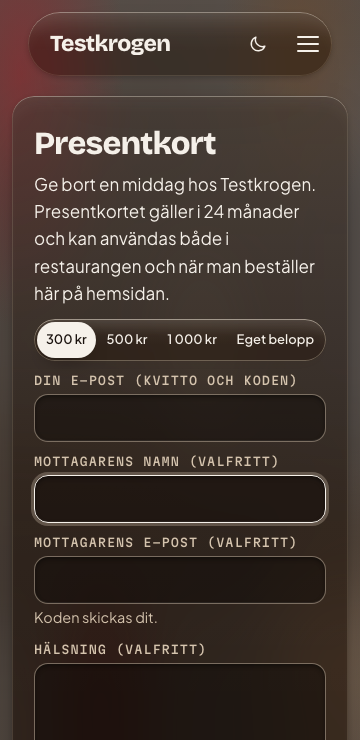 Testkrogen
Presentkort
Ge bort en middag hos Testkrogen.
Presentkortet gäller i 24 månader
och kan användas både i
restaurangen och när man beställer
här på hemsidan.
300 kr 500 kr 1 000 kr Eget belopp
DIN E-POST (KVITTO OCH KODEN)
MOTTAGARENS NAMN (VALFRITT)
MOTTAGARENS E-POST (VALFRITT)
Koden skickas dit.
HÄLSNING (VALFRITT)